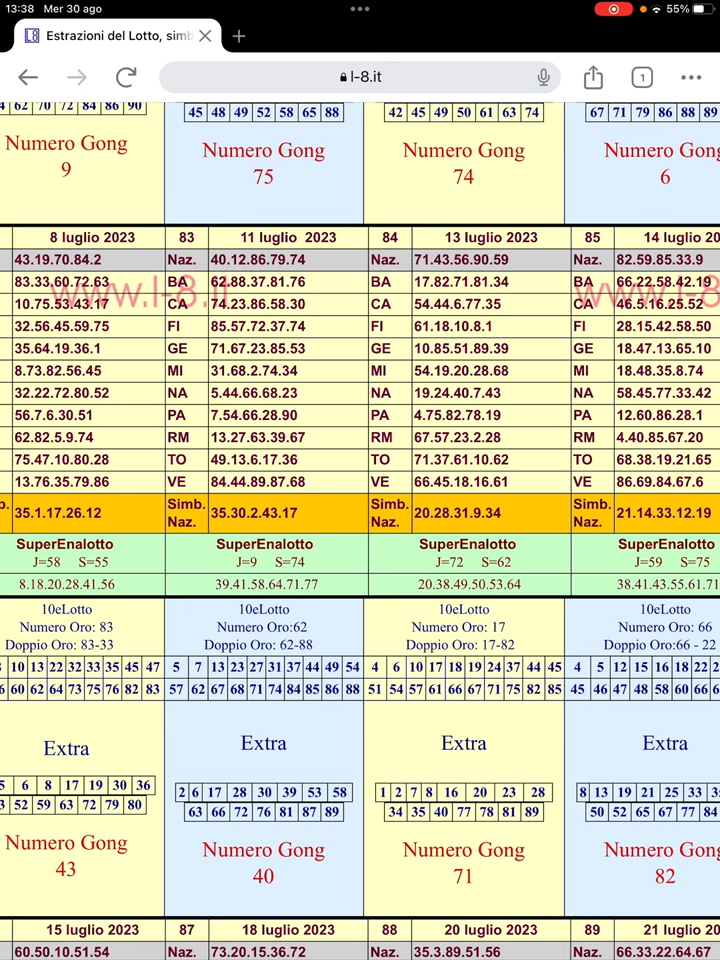 13:38 Mer 30 ago
55%
Estrazioni del Lotto, simb
l-8.it
1
4 62 70 72 84 86 90
45 48 49 52 58 65 88
42 45 49 50 61 63 74
67 71 79 86 88 89
Numero Gong Numero Gong Numero Gong Numero Gong
9 75 74 6
8 luglio 2023 83 11 luglio 2023 84 13 luglio 2023 85 14 luglio 20
43.19.70.84.2 Naz. 40.12.86.79.74 Naz. 71.43.56.90.59 Naz. 82.59.85.33.9
83.33.60.72.63 BA 62.88.37.81.76 BA 17.82.71.81.34 BA 66.22.58.42.19
www.l-8.it
10.75.53.43.17 CA 74.23.86.58.30 CA 54.44.6.77.35 CA 46.5.16.25.52
32.56.45.59.75 FI 85.57.72.37.74 FI 61.18.10.8.1 FI 28.15.42.58.50
35.64.19.36.1 GE 71.67.23.85.53 GE 10.85.51.89.39 GE 18.47.13.65.10
8.73.82.56.45 MI 31.68.2.74.34 MI 54.19.20.28.68 MI 18.48.35.8.74
32.22.72.80.52 NA 5.44.66.68.23 NA 19.24.40.7.43 NA 58.45.77.33.42
56.7.6.30.51 PA 7.54.66.28.90 PA 4.75.82.78.19 PA 12.60.86.28.1
62.82.5.9.74 RM 13.27.63.39.67 RM 67.57.23.2.28 RM 4.40.85.67.20
75.47.10.80.28 TO 49.13.6.17.36 TO 71.37.61.10.62 TO 68.38.19.21.65
13.76.35.79.86 VE 84.44.89.87.68 VE 66.45.18.16.61 VE 86.69.84.67.6
b. 35.1.17.26.12 Simb. Naz. 35.30.2.43.17 Simb. Naz. 20.28.31.9.34 Simb. Naz. 21.14.33.12.19
SuperEnalotto SuperEnalotto SuperEnalotto SuperEnalotto
J=58 S=55 J=9 S=74 J=72 S=62 J=59 S=75
8.18.20.28.41.56 39.41.58.64.71.77 20.38.49.50.53.64 38.41.43.55.61.71
10eLotto 10eLotto 10eLotto 10eLotto
Numero Oro: 83 Numero Oro:62 Numero Oro: 17 Numero Oro: 66
Doppio Oro: 83-33 Doppio Oro: 62-88 Doppio Oro: 17-82 Doppio Oro:66 - 22
10 13 22 32 33 35 45 47 5 7 13 23 27 31 37 44 49 54 4 6 10 17 18 19 24 37 44 45 4 5 12 15 16 18 22 2
6 60 62 64 73 75 76 82 83 57 62 67 68 71 74 84 85 86 88 51 54 57 61 66 67 71 75 82 85 45 46 47 48 58 60 66 6
Extra Extra Extra Extra
5 6 8 17 19 30 36 2 6 17 28 30 39 53 58 1 2 7 8 16 20 23 28 8 13 19 21 25 33 3
3 52 59 63 72 79 80 63 66 72 76 81 87 89 34 35 40 77 78 81 89 50 52 65 67 77 84
Numero Gong Numero Gong Numero Gong Numero Gong
43 40 71 82
15 luglio 2023 87 18 luglio 2023 88 20 luglio 2023 89 21 luglio 20
60.50.10.51.54 Naz. 73.20.15.36.72 Naz. 35.3.89.51.56 Naz. 66.33.22.64.67